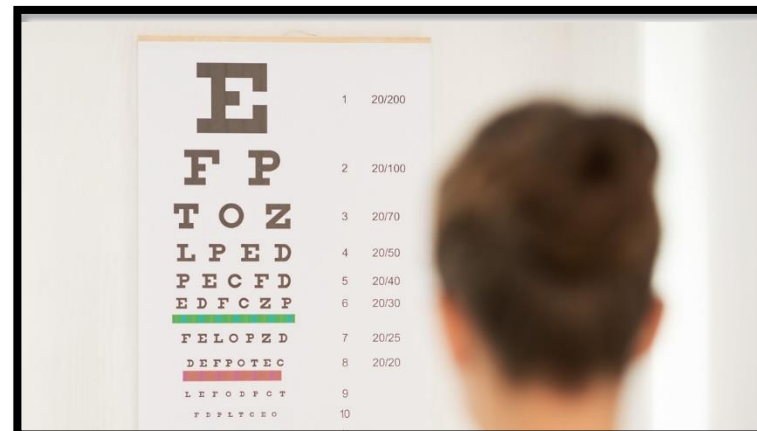 E 1 20/200
F P 2 20/100
T O Z 3 20/70
L P E D 4 20/50
P E C F D 5 20/40
E D F C Z P 6 20/30
F E L O P Z D 7 20/25
D E F P O T E C 8 20/20
L E F O D P C T 9
F D P L T C E O 10